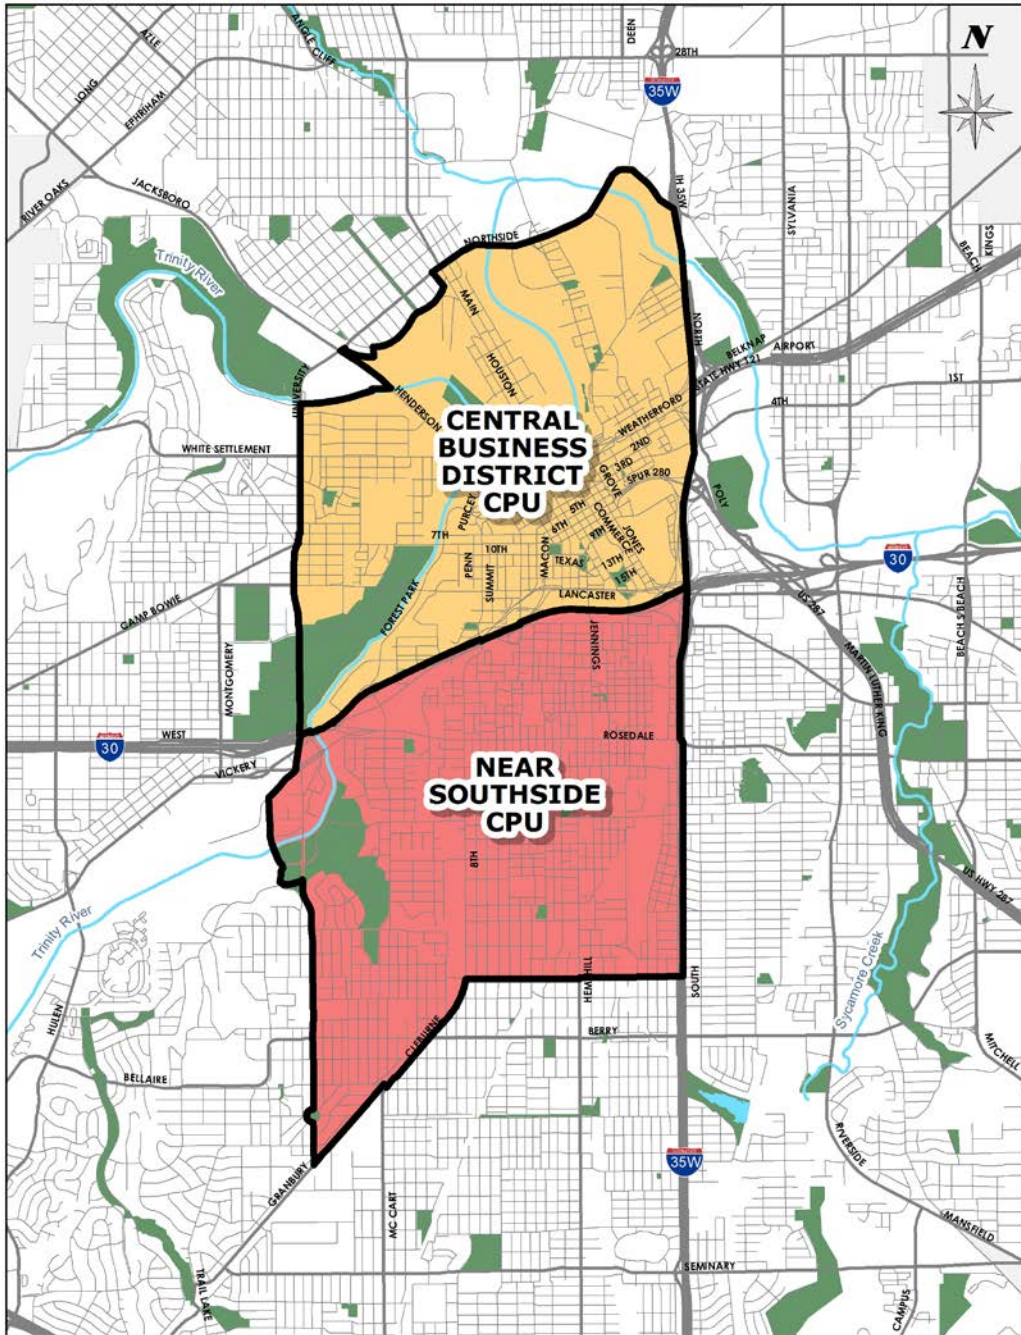 ANGLE
CLIFF
AZLE
LONG
EPHRIHAM
DEEN
28TH
35W
N
RIVER OAKS
JACKSBORO
IH 35W
SYLVANIA
KINGS
BEACH
Trinity River
NORTHSIDE
MAIN
HOUSTON
NORTH
BELKNAP
AIRPORT
STATE HWY 121
1ST
4TH
UNIVERSITY
HENDERSON
WEATHERFORD
CENTRAL
BUSINESS
DISTRICT
CPU
WHITE SETTLEMENT
2ND
3RD
SPUR 280
GROVE
POLY
PURCEY
7TH
5TH
6TH
COMMERCE
9TH
JONES
10TH
PENN
SUMMIT
MACON
TEXAS
13TH
15TH
LANCASTER
30
US 287
FOREST PARK
CAMP BOWIE
MONTGOMERY
JENNINGS
MARTIN LUTHER KING
BEACH S BEACH
WEST
30
VICKERY
ROSEDALE
NEAR
SOUTHSIDE
CPU
8TH
US HWY 287
Trinity River
HULEN
HEMPHILL
SOUTH
Sycamore Creek
CLEBURNE
BERRY
BELLAIRE
MITCHELL
RIVERSIDE
GRANBURY
35W
MC CART
MANSFIELD
SEMINARY
TRAIL LAKE
CAMPUS